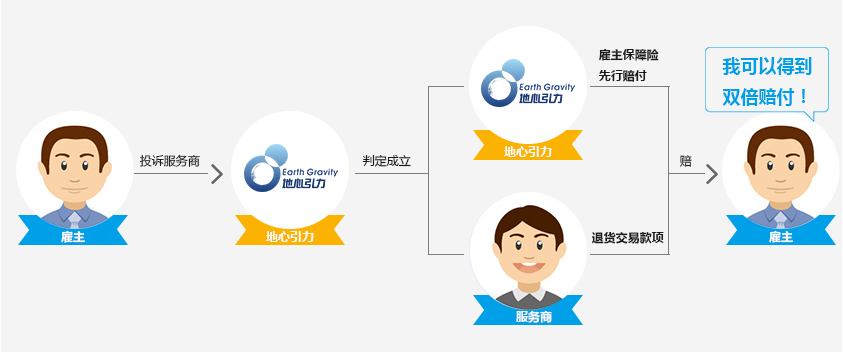 雇主
投诉服务商
Earth Gravity
地心引力
地心引力
判定成立
Earth Gravity
地心引力
地心引力
雇主保障险
先行赔付
服务商
退货交易款项
赔
我可以得到
双倍赔付！
雇主